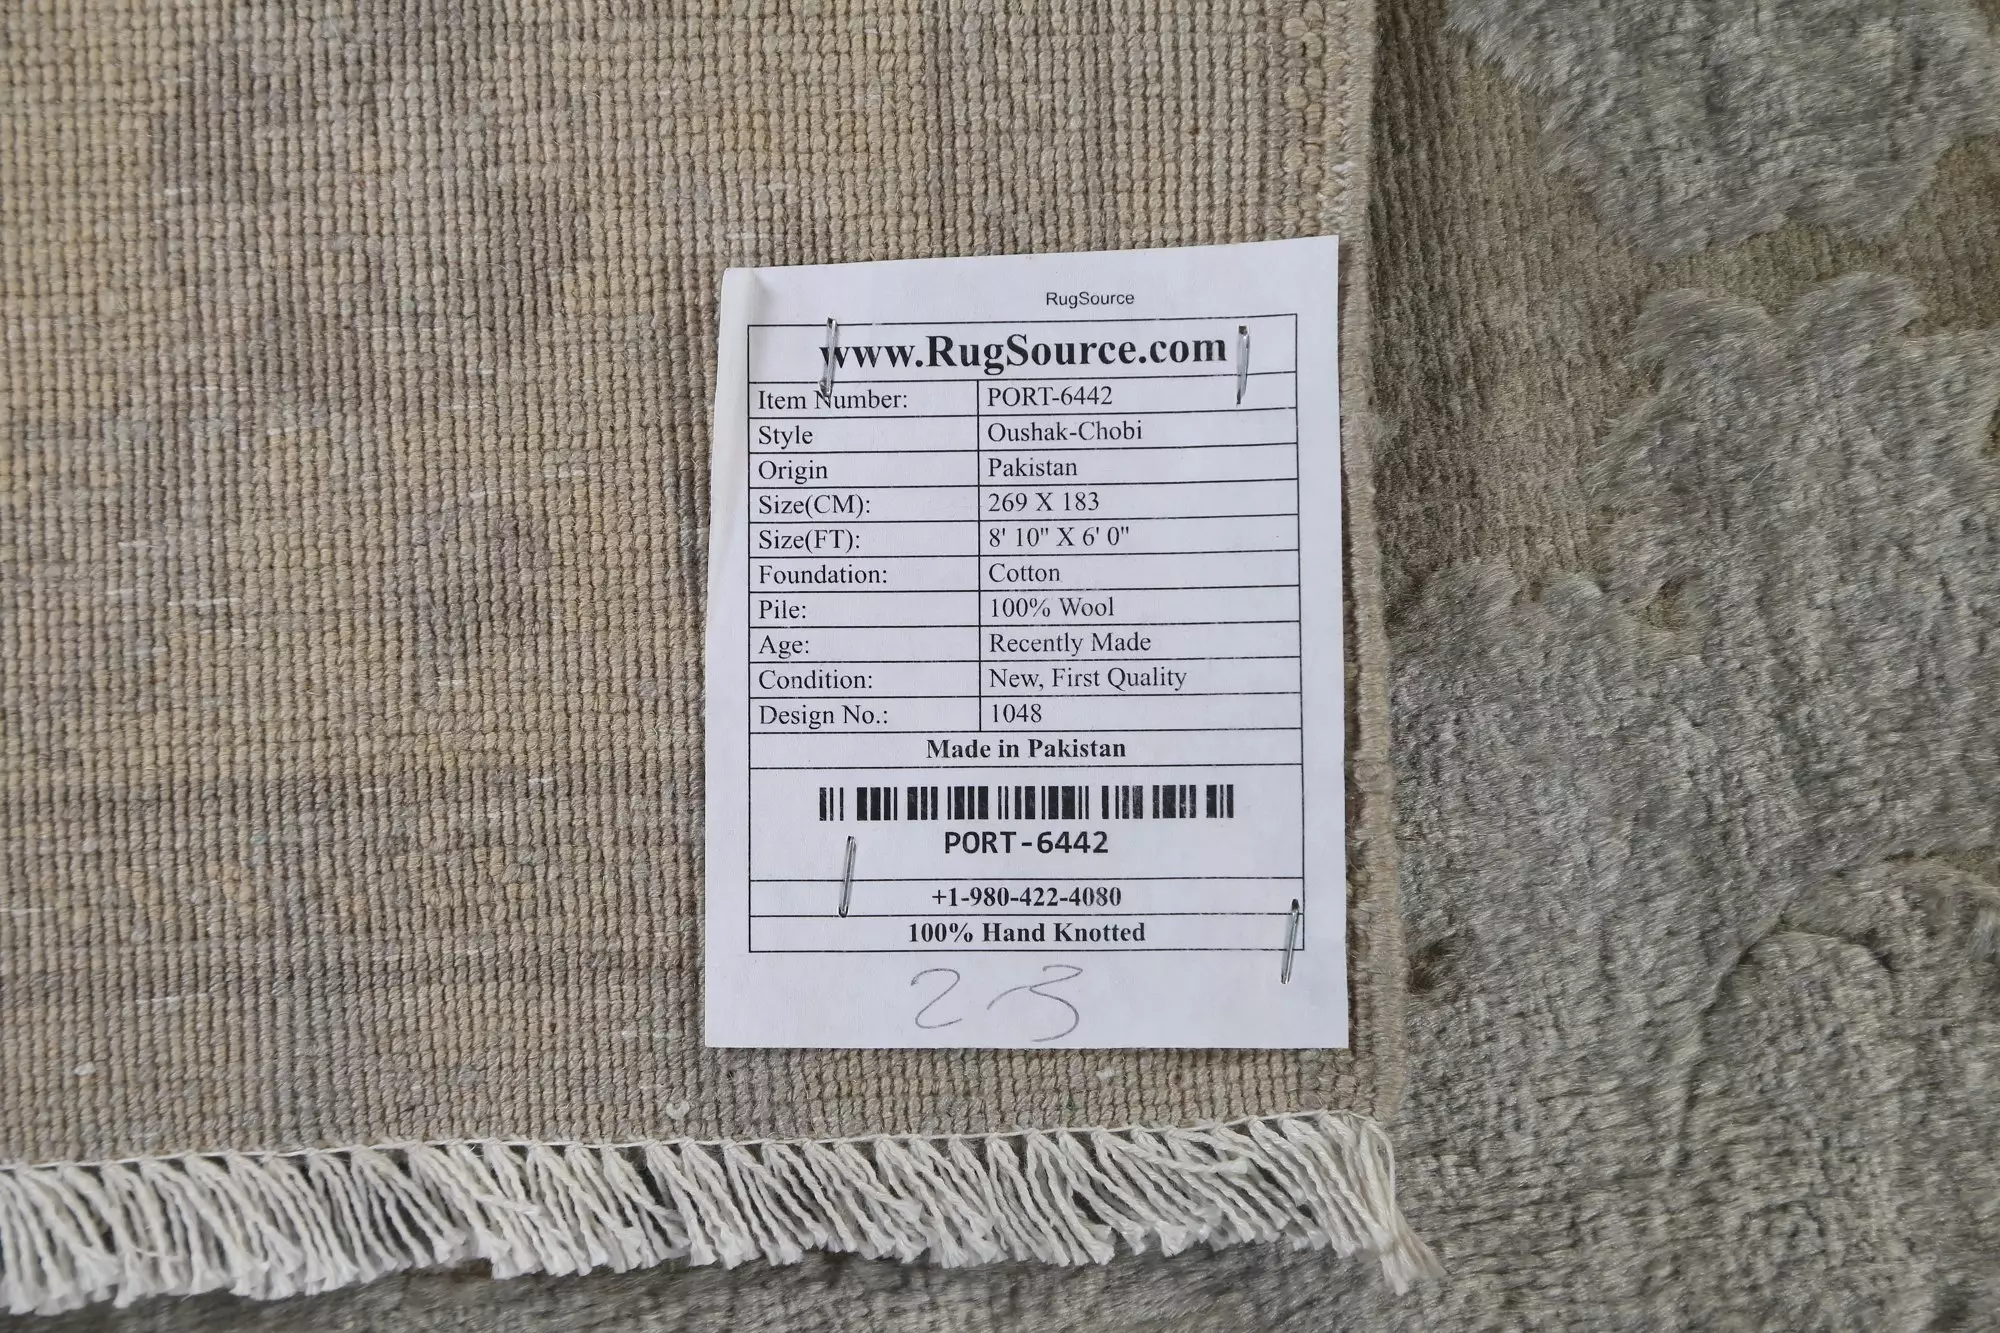 RugSource
www.RugSource.com
Item Number: PORT-6442
Style Oushak-Chobi
Origin Pakistan
Size(CM): 269 X 183
Size(FT): 8' 10" X 6' 0"
Foundation: Cotton
Pile: 100% Wool
Age: Recently Made
Condition: New, First Quality
Design No.: 1048
Made in Pakistan
PORT-6442
+1-980-422-4080
100% Hand Knotted
23